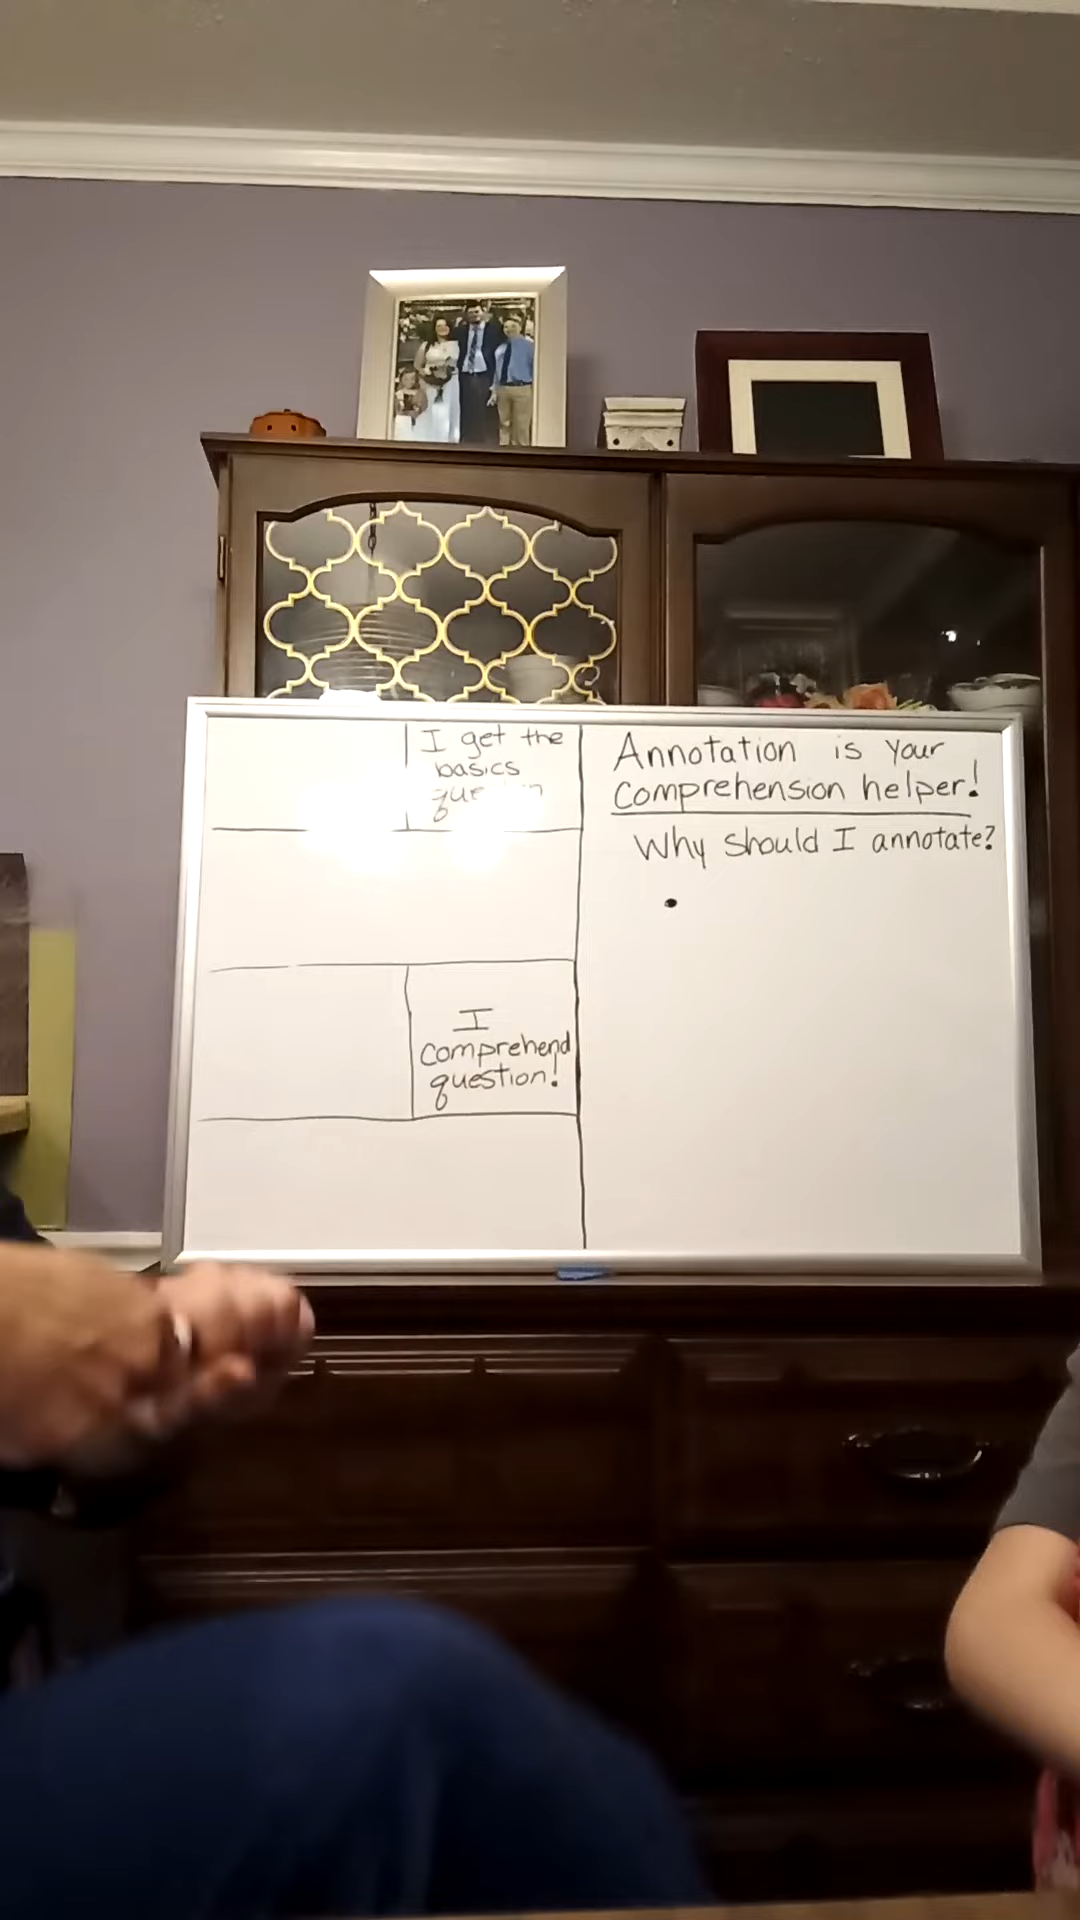 I get the
basics
Annotation is your
comprehension helper!
Why should I annotate?
I
comprehend
question!